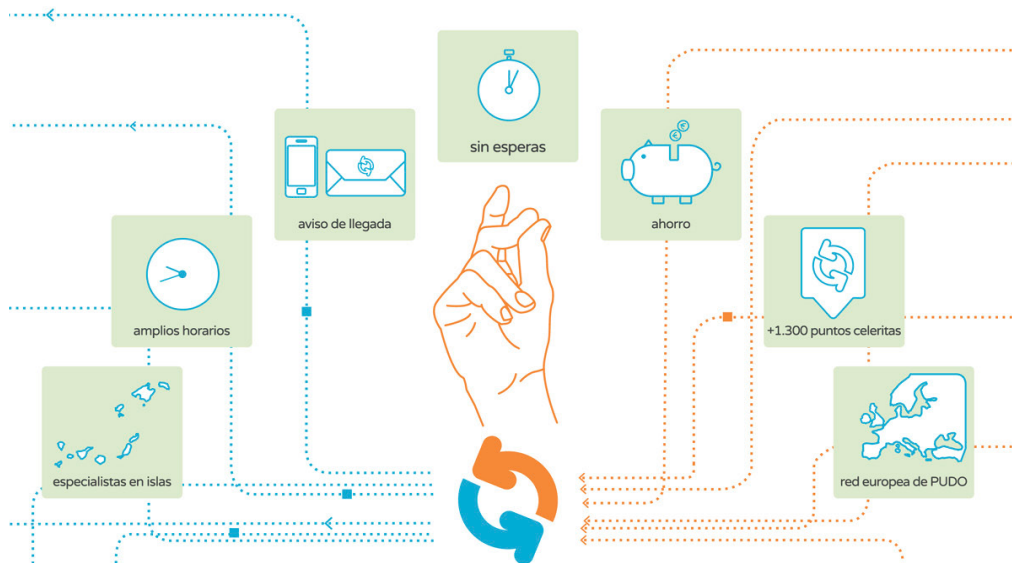 sin esperas
aviso de llegada
ahorro
amplios horarios
+1.300 puntos celeritas
especialistas en islas
red europea de PUDO